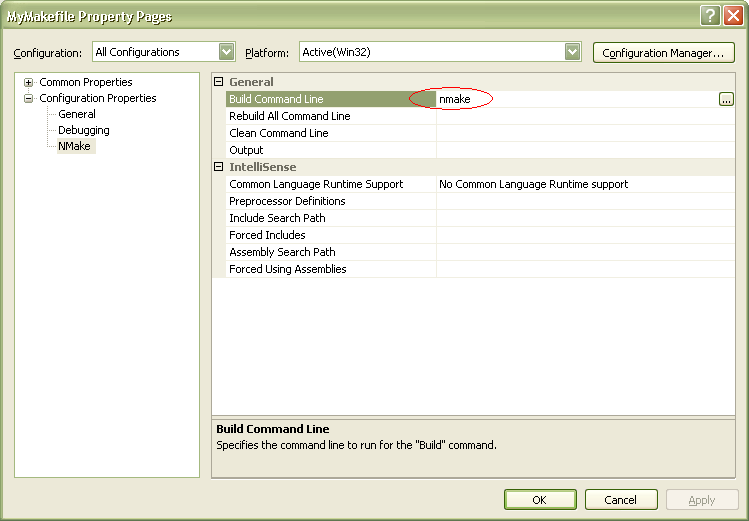 MyMakefile Property Pages
Configuration: All Configurations Platform: Active(Win32) Configuration Manager...
Common Properties
Configuration Properties
General
Debugging
NMake
General
Build Command Line nmake ...
Rebuild All Command Line
Clean Command Line
Output
IntelliSense
Common Language Runtime Support No Common Language Runtime support
Preprocessor Definitions
Include Search Path
Forced Includes
Assembly Search Path
Forced Using Assemblies
Build Command Line
Specifies the command line to run for the "Build" command.
OK Cancel Apply